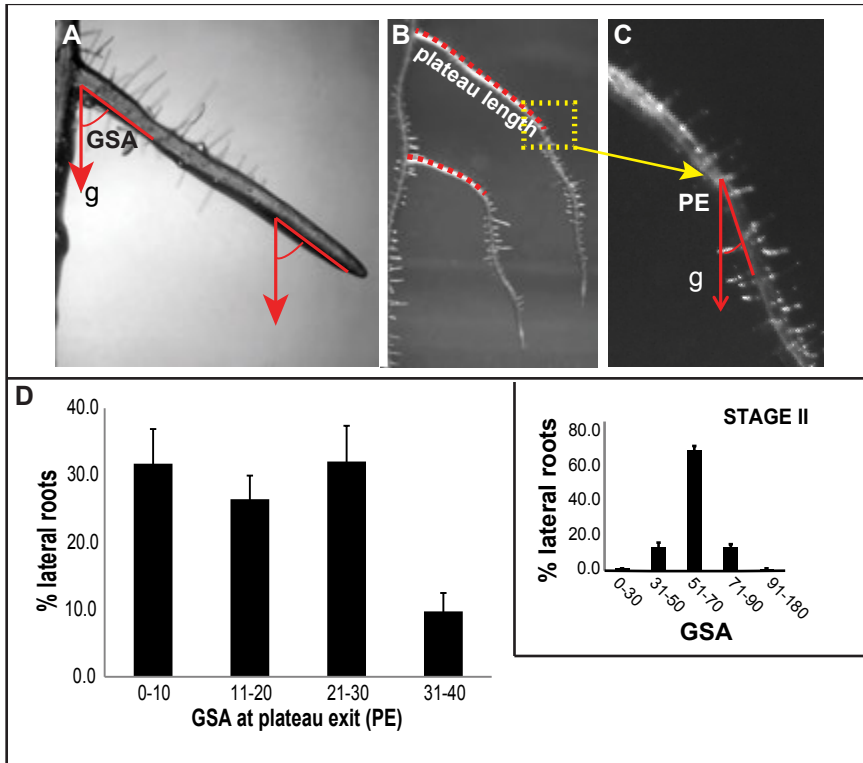 A
GSA
g
B
plateau length
C
PE
g
D
40.0
30.0
20.0
10.0
0.0
% lateral roots
0-10
11-20
21-30
31-40
GSA at plateau exit (PE)
STAGE II
80.0
60.0
40.0
20.0
0.0
% lateral roots
0-30
31-50
51-70
71-90
91-180
GSA